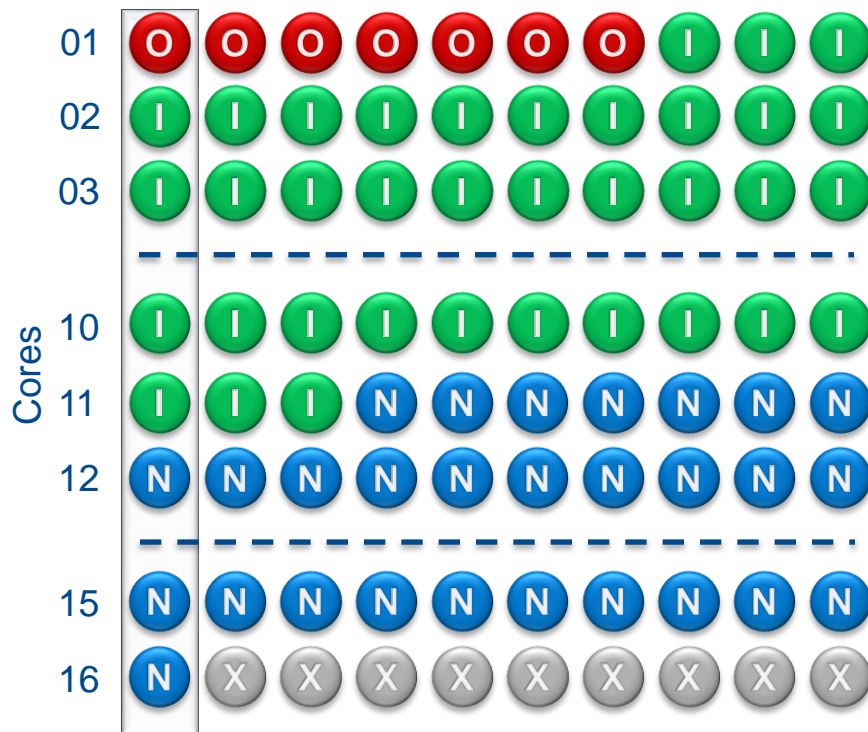 01 O O O O O O O I I I
02 I I I I I I I I I I
03 I I I I I I I I I I
Cores
10 I I I I I I I I I I
11 I I I N N N N N N N
12 N N N N N N N N N N
15 N N N N N N N N N N
16 N X X X X X X X X X